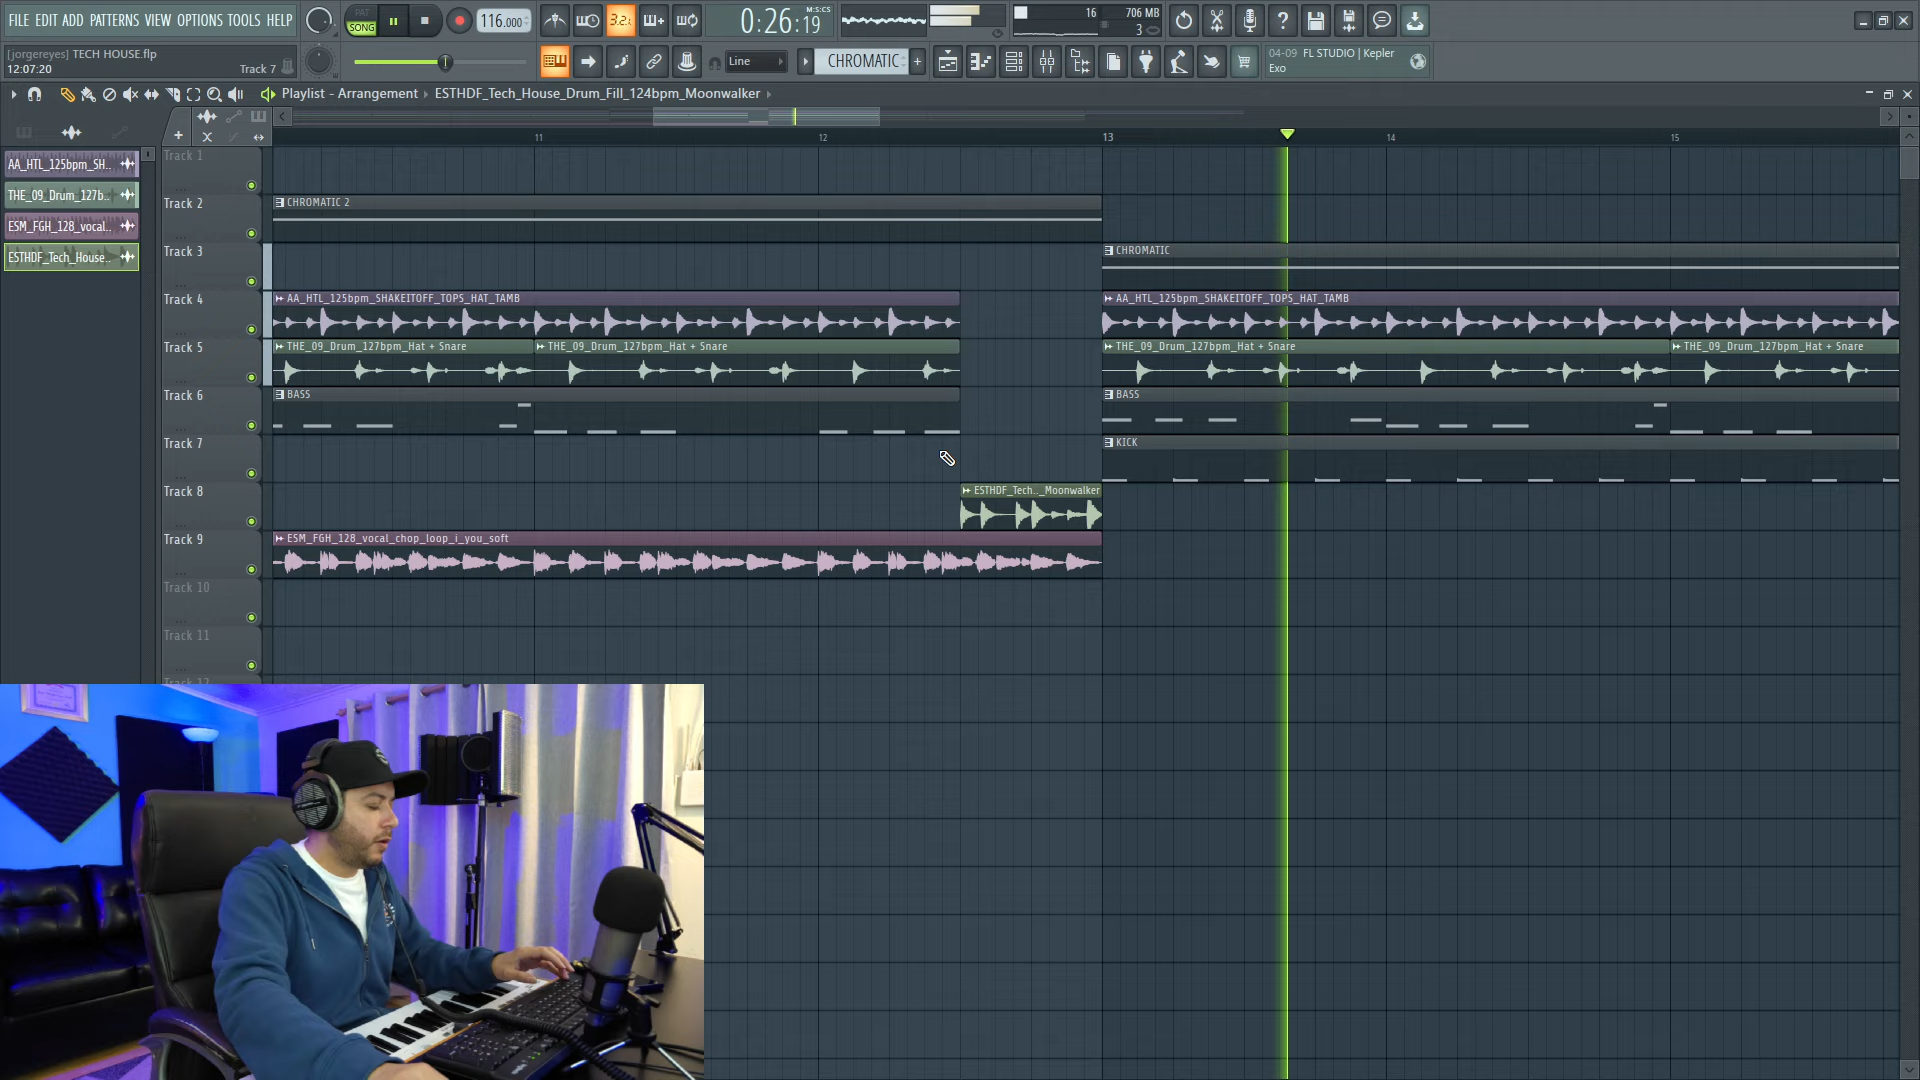 FILE EDIT ADD PATTERNS VIEW OPTIONS TOOLS HELP
PAT
SONG
116.000
3.2.
0:26:19
M:S:CS
16
706 MB
3
[jorgereyes] TECH HOUSE.flp
12:07:20
Track 7
Line
CHROMATIC
04-09 FL STUDIO | Kepler
Exo
Playlist - Arrangement
ESTHDF_Tech_House_Drum_Fill_124bpm_Moonwalker
11
12
13
14
15
AA_HTL_125bpm_SH..
THE_09_Drum_127b..
ESM_FGH_128_vocal..
ESTHDF_Tech_House..
Track 1
Track 2
CHROMATIC 2
Track 3
CHROMATIC
Track 4
AA_HTL_125bpm_SHAKEITOFF_TOPS_HAT_TAMB
AA_HTL_125bpm_SHAKEITOFF_TOPS_HAT_TAMB
Track 5
THE_09_Drum_127bpm_Hat + Snare
THE_09_Drum_127bpm_Hat + Snare
THE_09_Drum_127bpm_Hat + Snare
THE_09_Drum_127bpm_Hat + Snare
Track 6
BASS
BASS
Track 7
KICK
Track 8
ESTHDF_Tech.._Moonwalker
Track 9
ESM_FGH_128_vocal_chop_loop_i_you_soft
Track 10
Track 11